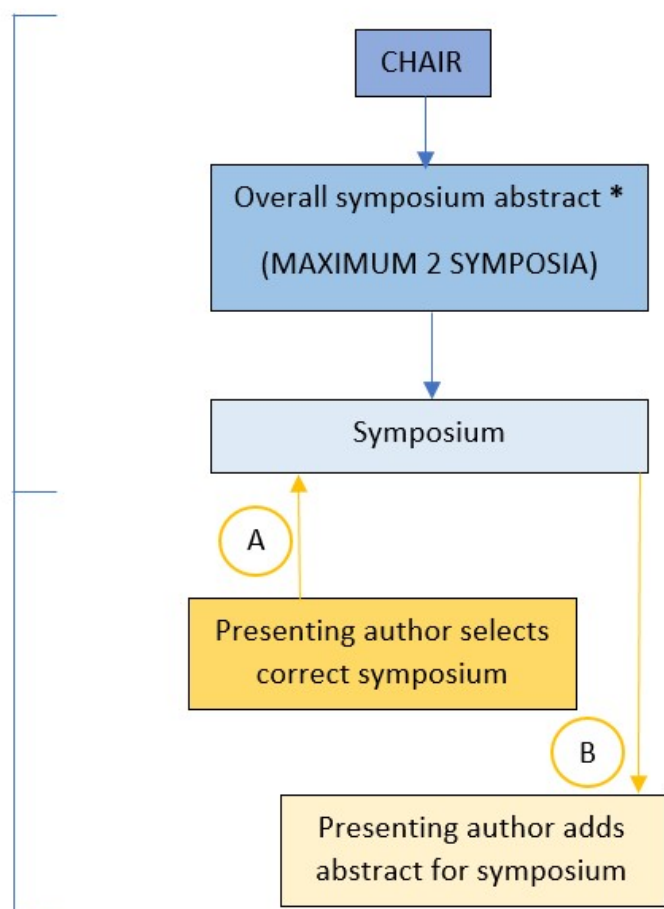 CHAIR
Overall symposium abstract *
(MAXIMUM 2 SYMPOSIA)
Symposium
A
Presenting author selects
correct symposium
B
Presenting author adds
abstract for symposium